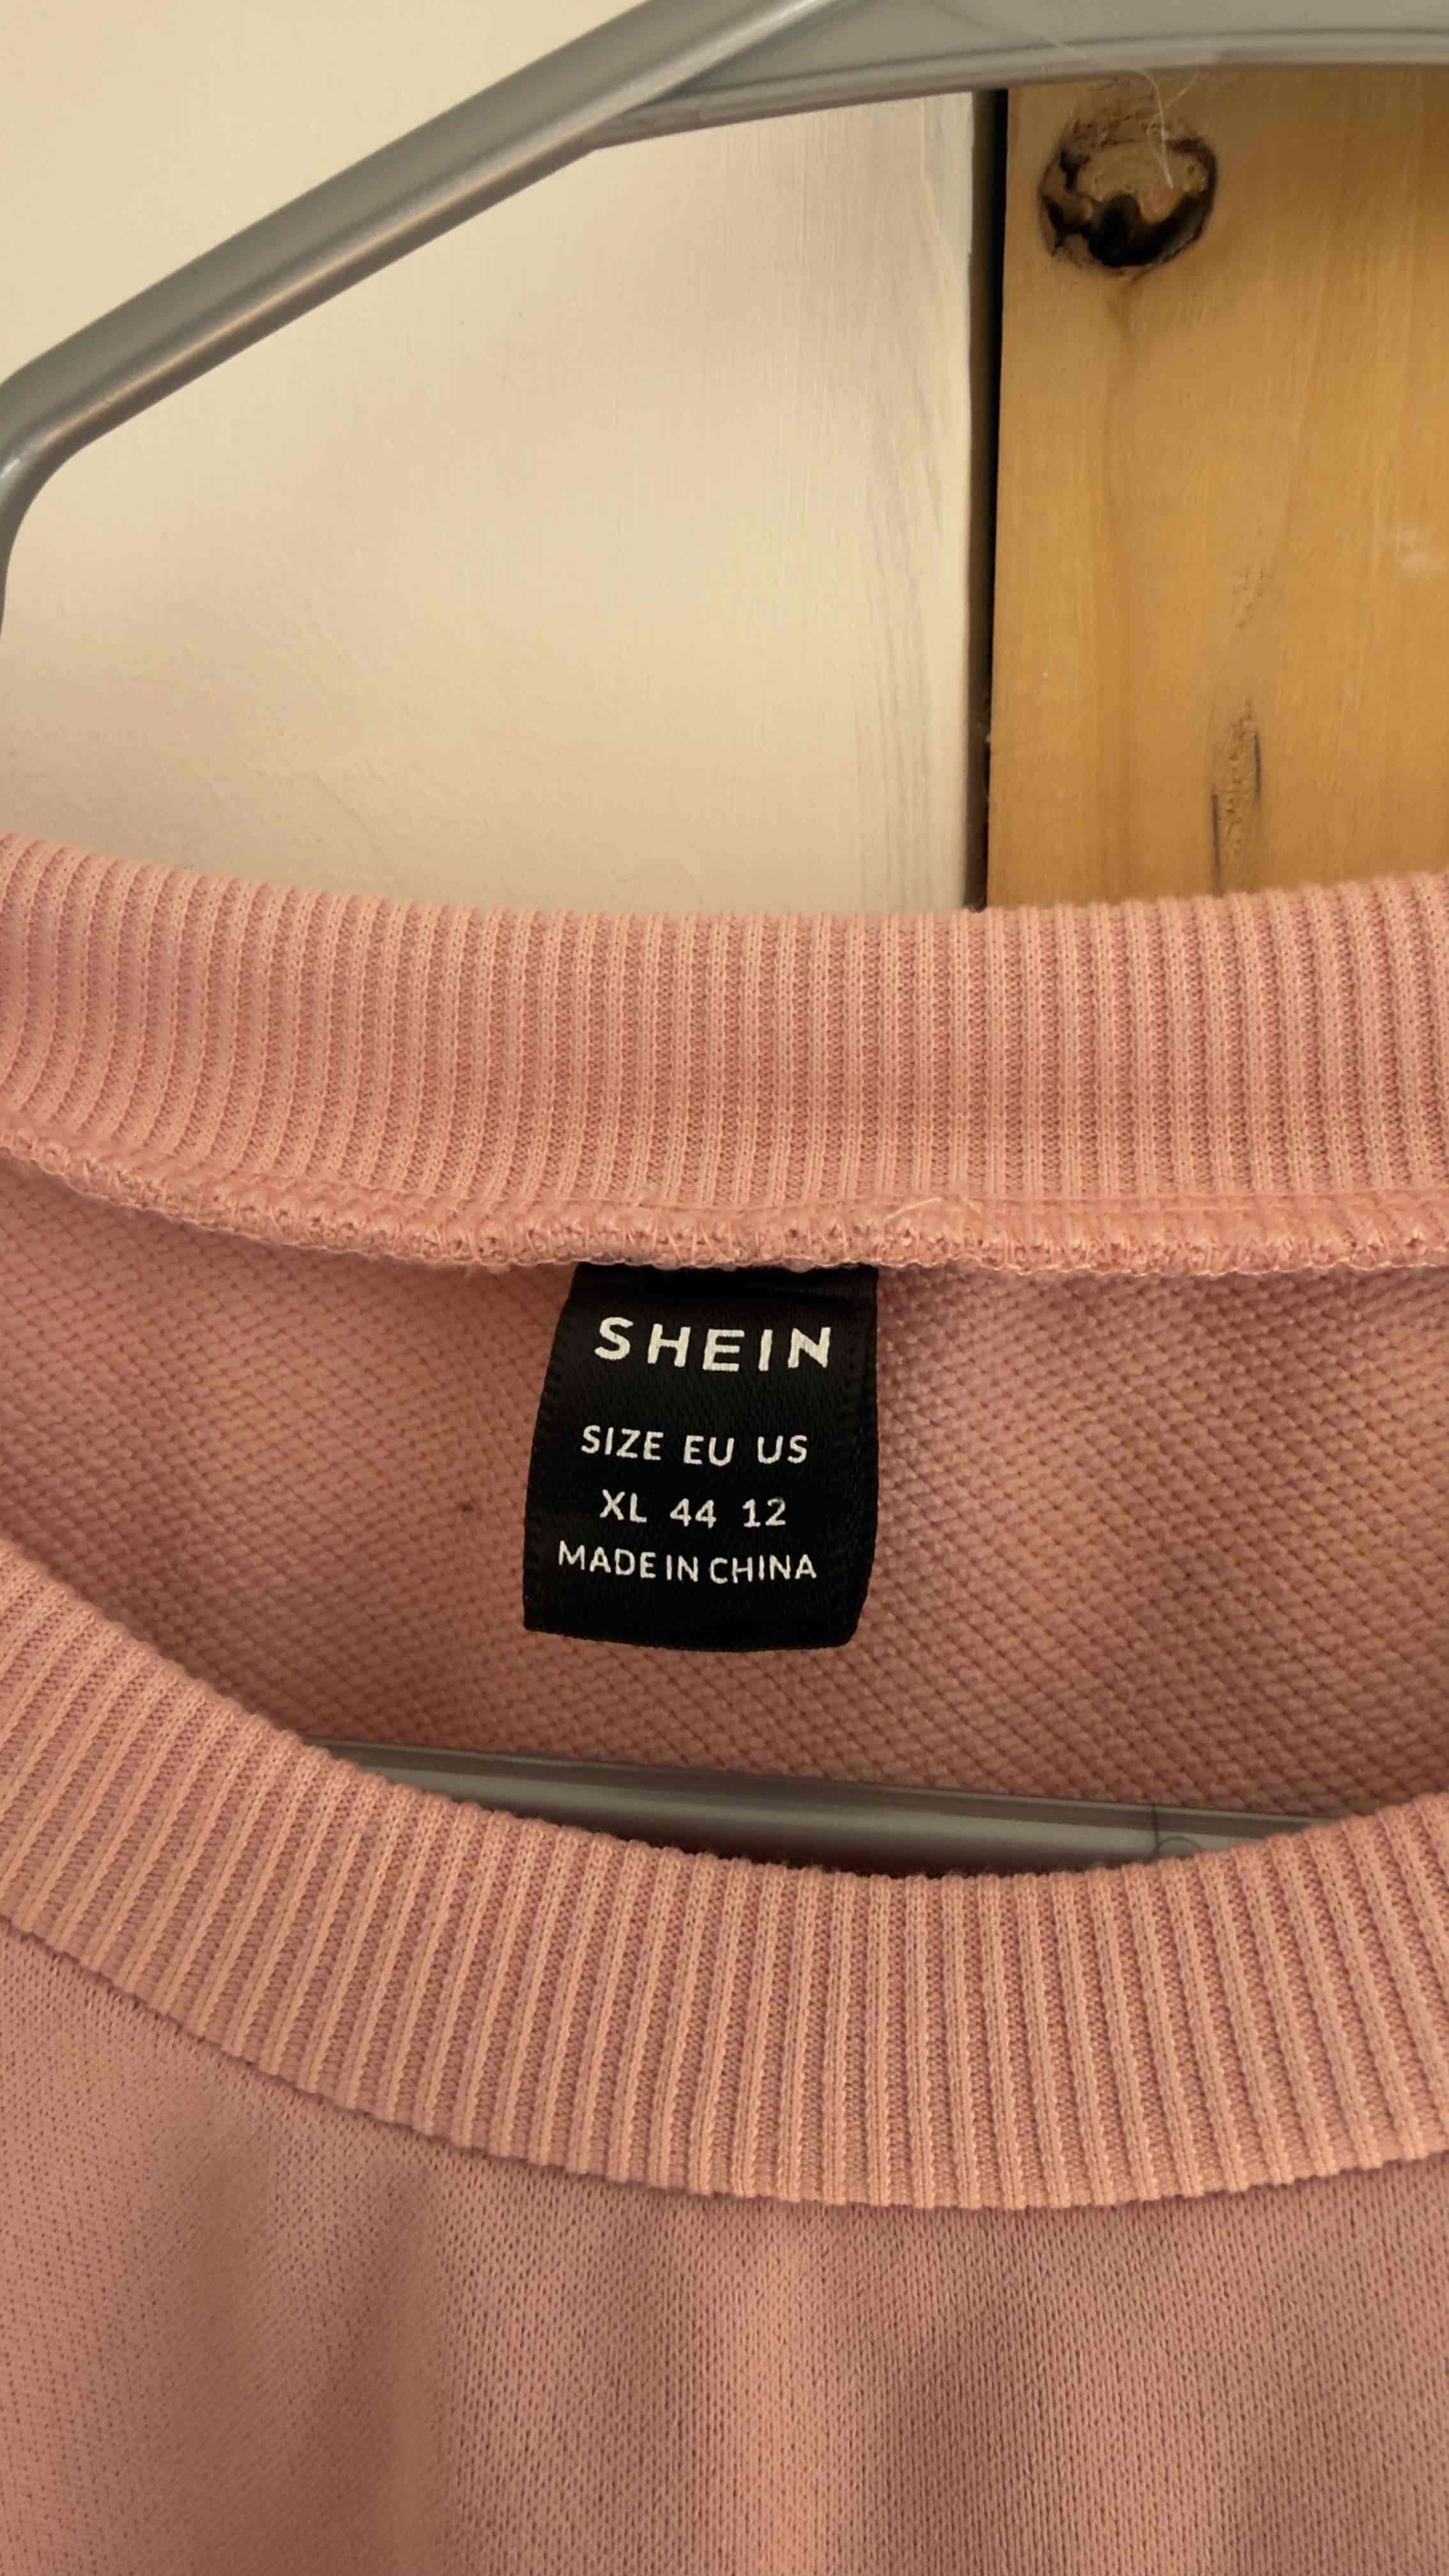 SHEIN
SIZE EU US
XL 44 12
MADE IN CHINA